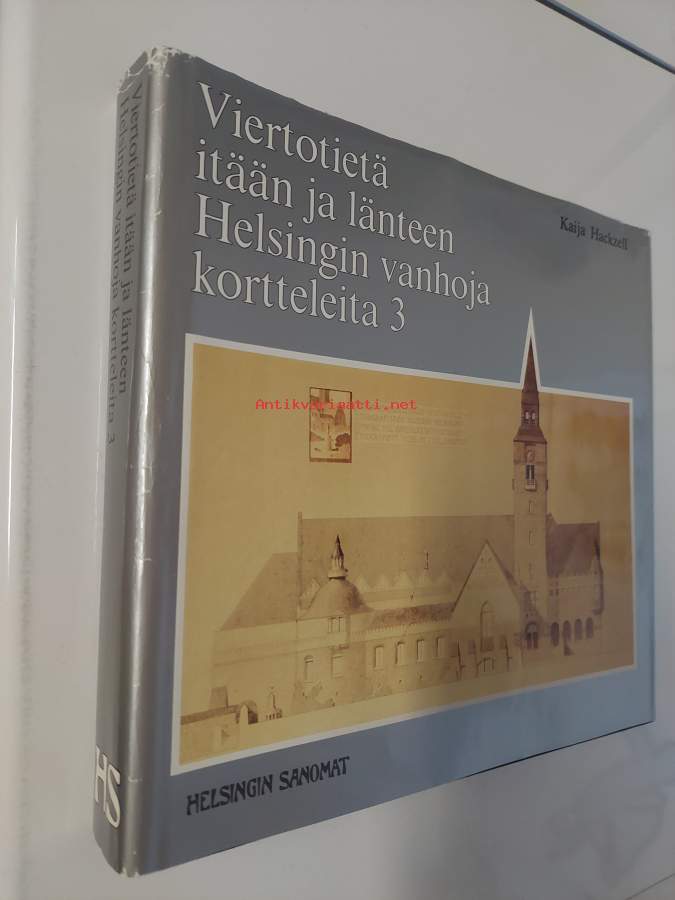 Viertotietä
itään ja länteen
Helsingin vanhoja
kortteleita 3
Kaija Hackzell
Antikvariaatti.net
HELSINGIN SANOMAT
Viertotietä itään ja länteen
Helsingin vanhoja kortteleita 3
HS